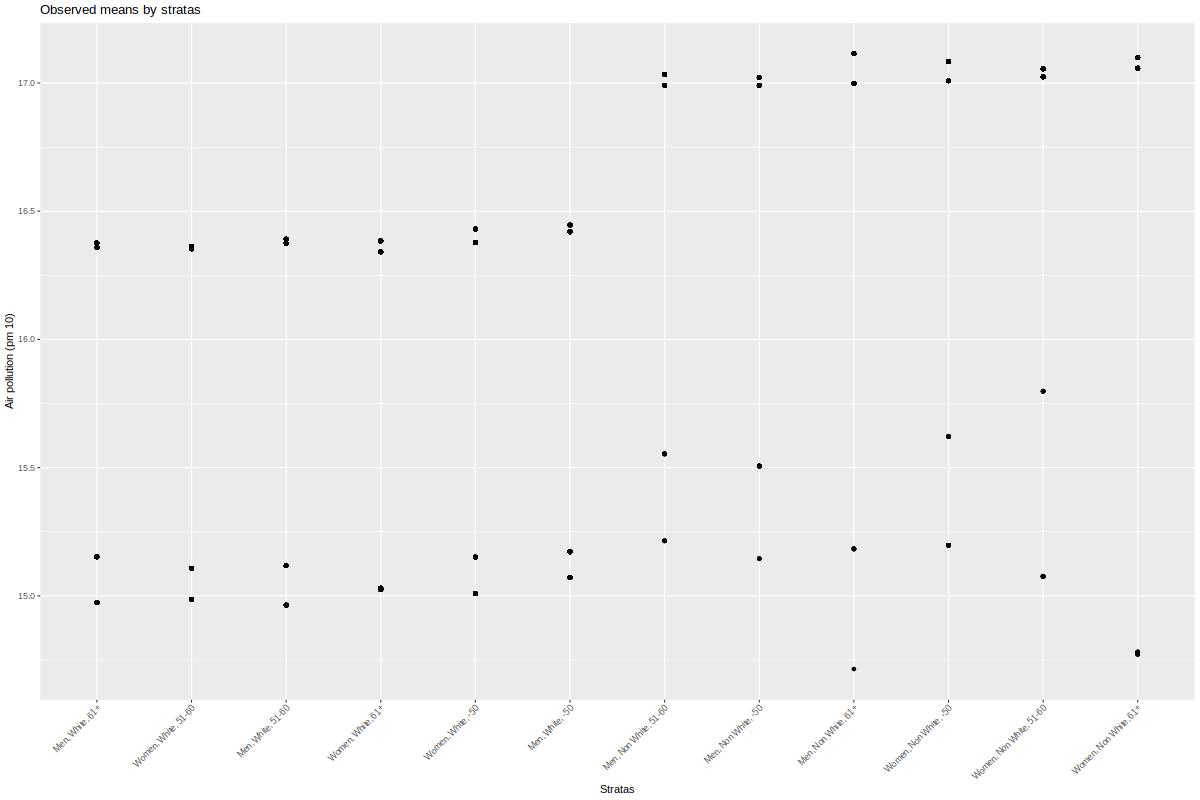 Observed means by stratas
Air pollution (pm 10)
17.0
16.5
16.0
15.5
15.0
Men, White, 61+
Women, White, 51-60
Men, White, 51-60
Women, White, 61+
Women, White, -50
Men, White, -50
Men, Non White, 51-60
Men, Non White, -50
Men, Non White, 61+
Women, Non White, -50
Women, Non White, 51-60
Women, Non White, 61+
Stratas